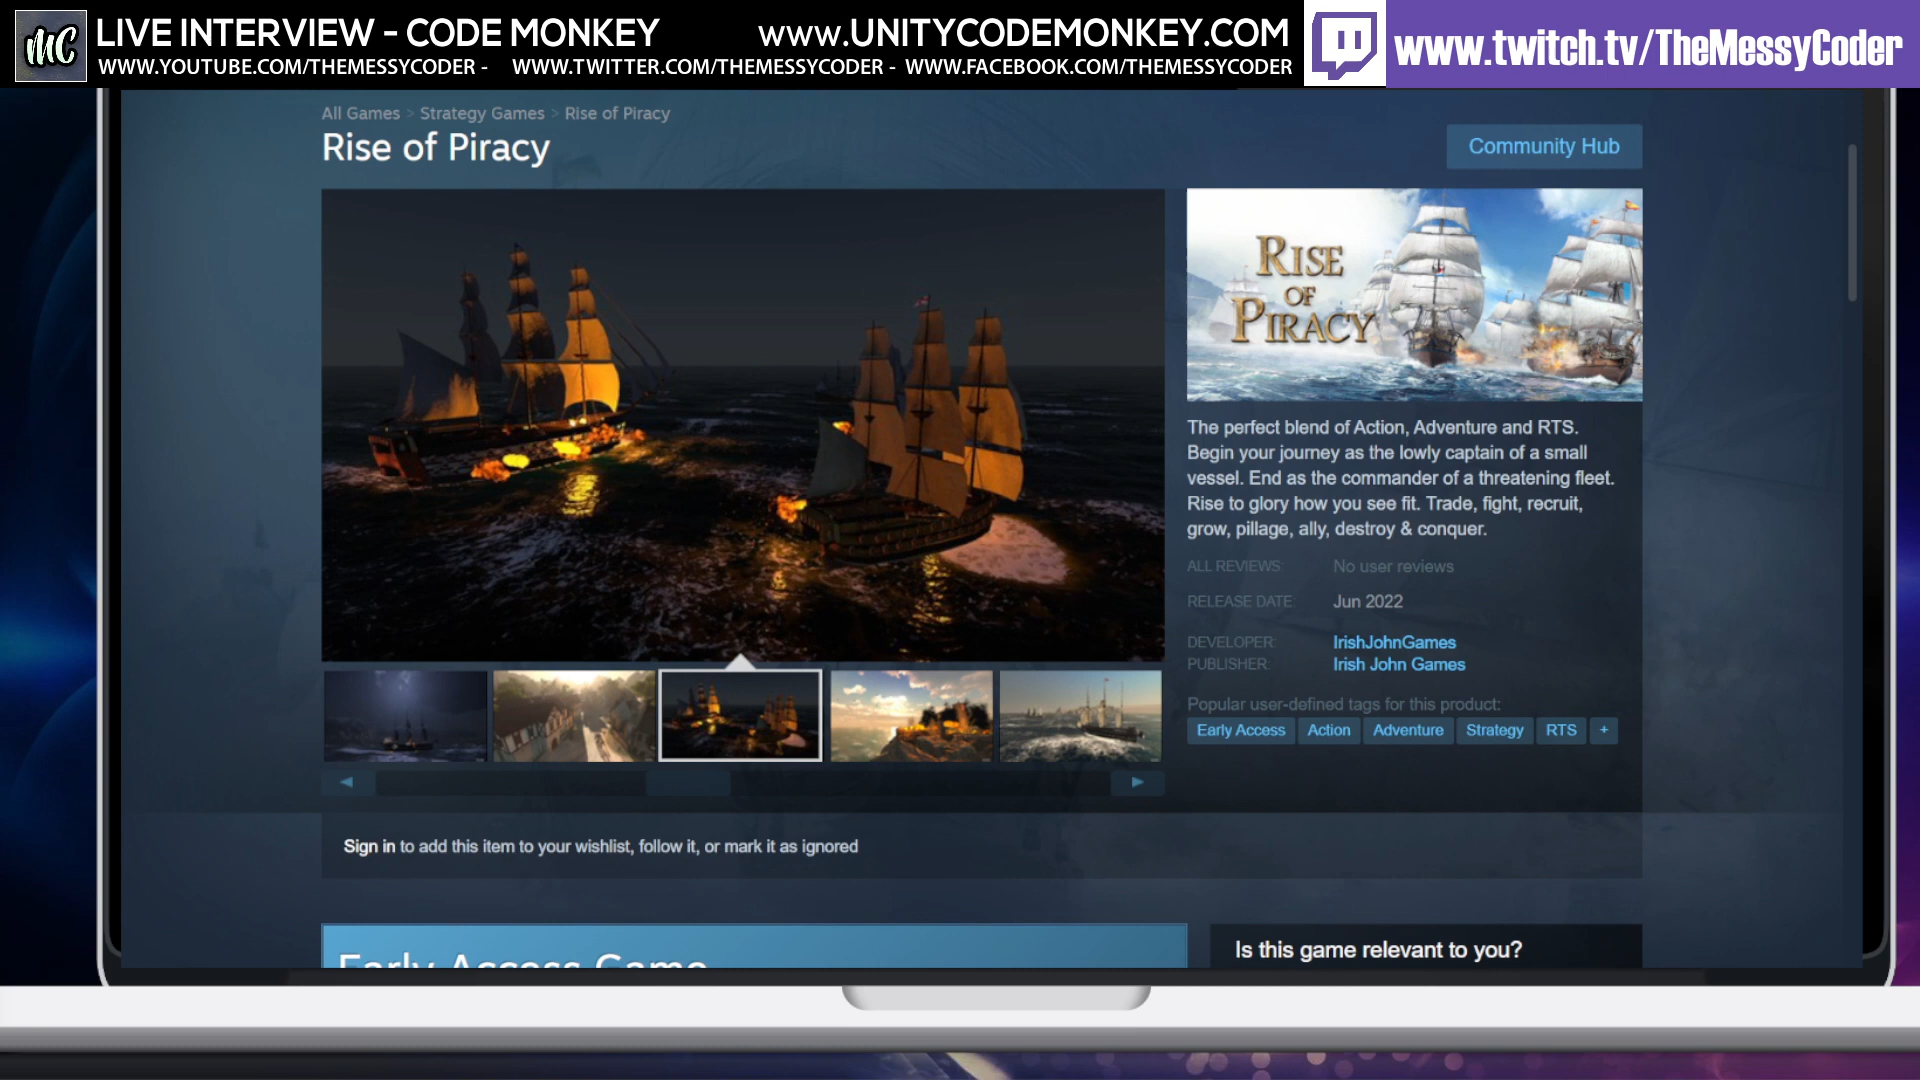 MC
LIVE INTERVIEW - CODE MONKEY
www.UNITYCODEMONKEY.COM
www.twitch.tv/TheMessyCoder
WWW.YOUTUBE.COM/THEMESSYCODER - WWW.TWITTER.COM/THEMESSYCODER - WWW.FACEBOOK.COM/THEMESSYCODER
All Games > Strategy Games > Rise of Piracy
Rise of Piracy
Community Hub
RISE
OF
PIRACY
The perfect blend of Action, Adventure and RTS.
Begin your journey as the lowly captain of a small
vessel. End as the commander of a threatening fleet.
Rise to glory how you see fit. Trade, fight, recruit,
grow, pillage, ally, destroy & conquer.
ALL REVIEWS: No user reviews
RELEASE DATE: Jun 2022
DEVELOPER: IrishJohnGames
PUBLISHER: Irish John Games
Popular user-defined tags for this product:
Early Access Action Adventure Strategy RTS +
Sign in to add this item to your wishlist, follow it, or mark it as ignored
Early Access Game
Is this game relevant to you?